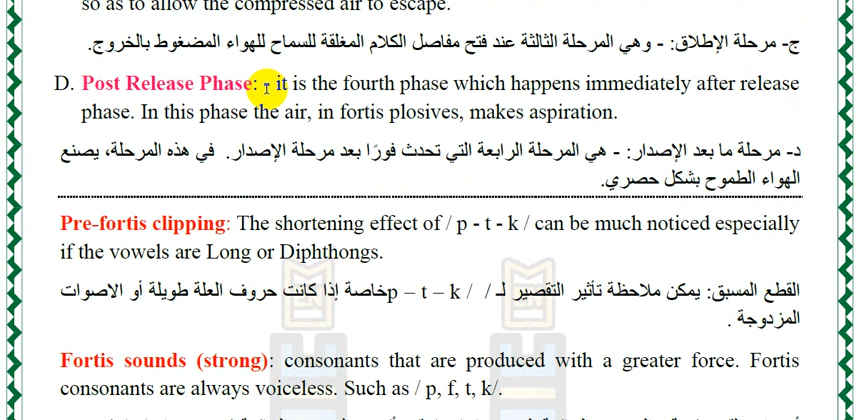 so as to allow the compressed air to escape.
ج- مرحلة الإطلاق: - وهي المرحلة الثالثة عند فتح مفاصل الكلام المغلقة للسماح للهواء المضغوط بالخروج.
D. Post Release Phase: - it is the fourth phase which happens immediately after release
phase. In this phase the air, in fortis plosives, makes aspiration.
د- مرحلة ما بعد الإصدار: - هي المرحلة الرابعة التي تحدث فورًا بعد مرحلة الإصدار. في هذه المرحلة، يصنع
الهواء الطموح بشكل حصري.
Pre-fortis clipping: The shortening effect of / p - t - k / can be much noticed especially
if the vowels are Long or Diphthongs.
القطع المسبق: يمكن ملاحظة تأثير التقصير لـ / p – t – k / خاصة إذا كانت حروف العلة طويلة أو الاصوات
المزدوجة .
Fortis sounds (strong): consonants that are produced with a greater force. Fortis
consonants are always voiceless. Such as / p, f, t, k/.